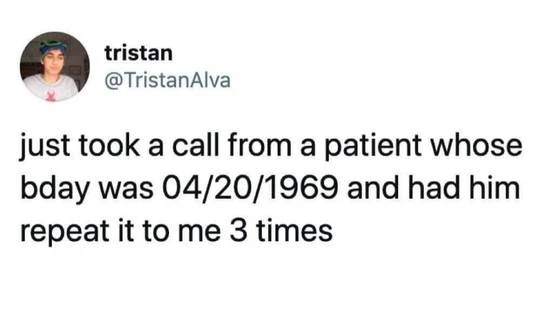 tristan
@TristanAlva
just took a call from a patient whose
bday was 04/20/1969 and had him
repeat it to me 3 times